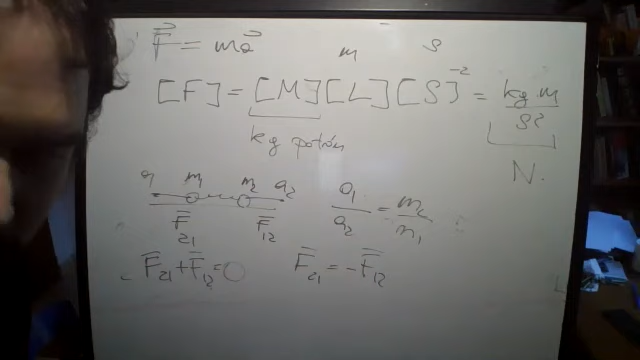 F⃗ = ma⃗
m s
[F] = [M][L][S]⁻² = kg·m/s²
kg patrón
N.
a₁ m₁ m₂ a₂
F̄₂₁ F̄₁₂
a₁/a₂ = m₂/m₁
F̄₂₁ + F̄₁₂ = 0 F̄₂₁ = -F̄₁₂